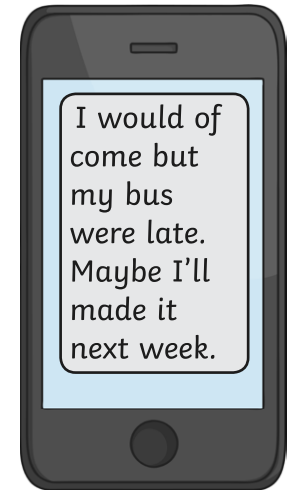 I would of
come but
my bus
were late.
Maybe I'll
made it
next week.